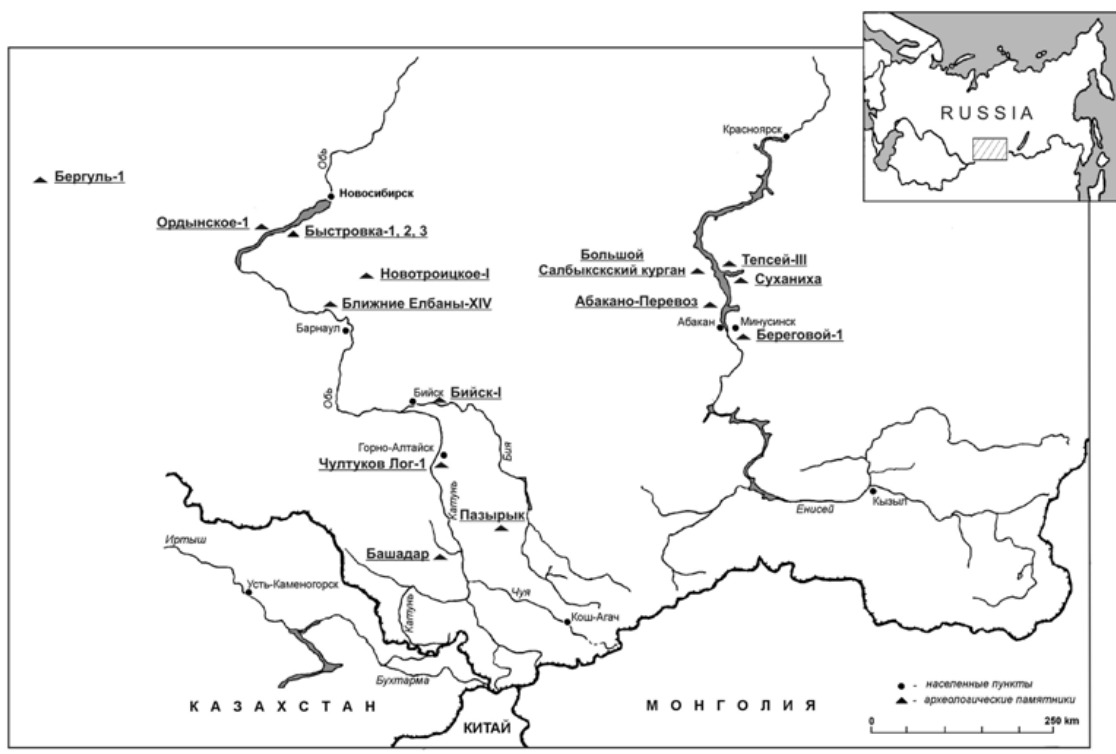 RUSSIA
Красноярск
Обь
Бергуль-1
Новосибирск
Ордынское-1
Быстровка-1, 2, 3
Большой
Салбыкскский курган
Тепсей-III
Суханиха
Новотроицкое-I
Ближние Елбаны-XIV
Абакано-Перевоз
Барнаул
Абакан
Минусинск
Береговой-1
Обь
Бийск
Бийск-I
Горно-Алтайск
Бия
Чултуков Лог-1
Катунь
Кызыл
Енисей
Пазырык
Иртыш
Башадар
Усть-Каменогорск
Чуя
Катунь
Кош-Агач
Бухтарма
КАЗАХСТАН
МОНГОЛИЯ
КИТАЙ
- населенные пункты
- археологические памятники
0 250 km